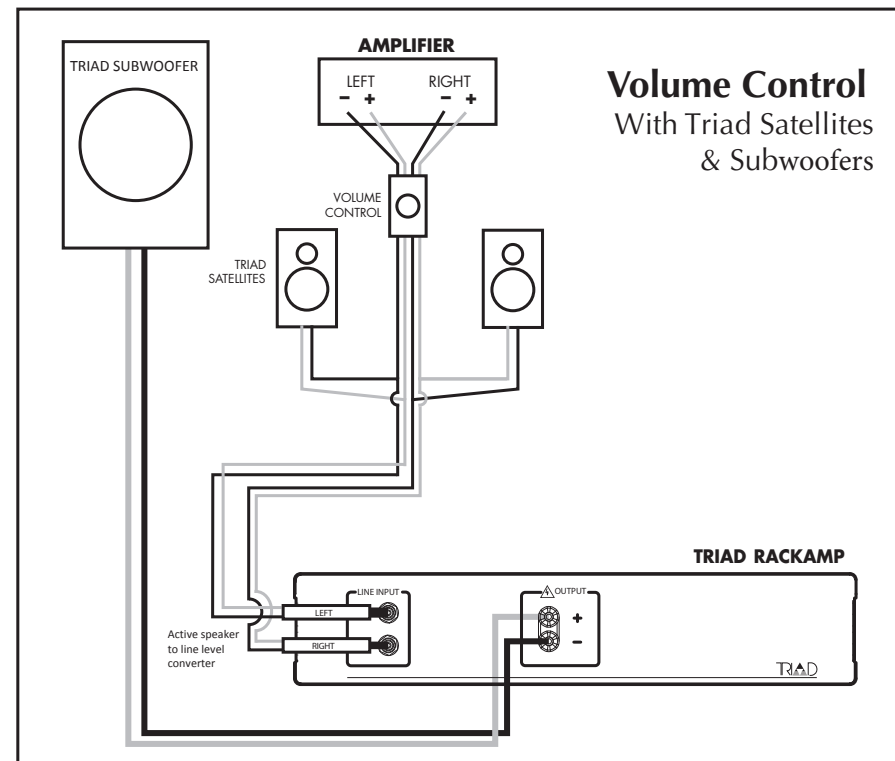 TRIAD SUBWOOFER
AMPLIFIER
LEFT
RIGHT
- +
- +
Volume Control
With Triad Satellites
& Subwoofers
VOLUME
CONTROL
TRIAD
SATELLITES
TRIAD RACKAMP
LINE INPUT
OUTPUT
LEFT
+
Active speaker
to line level
converter
RIGHT
-
TRIAD